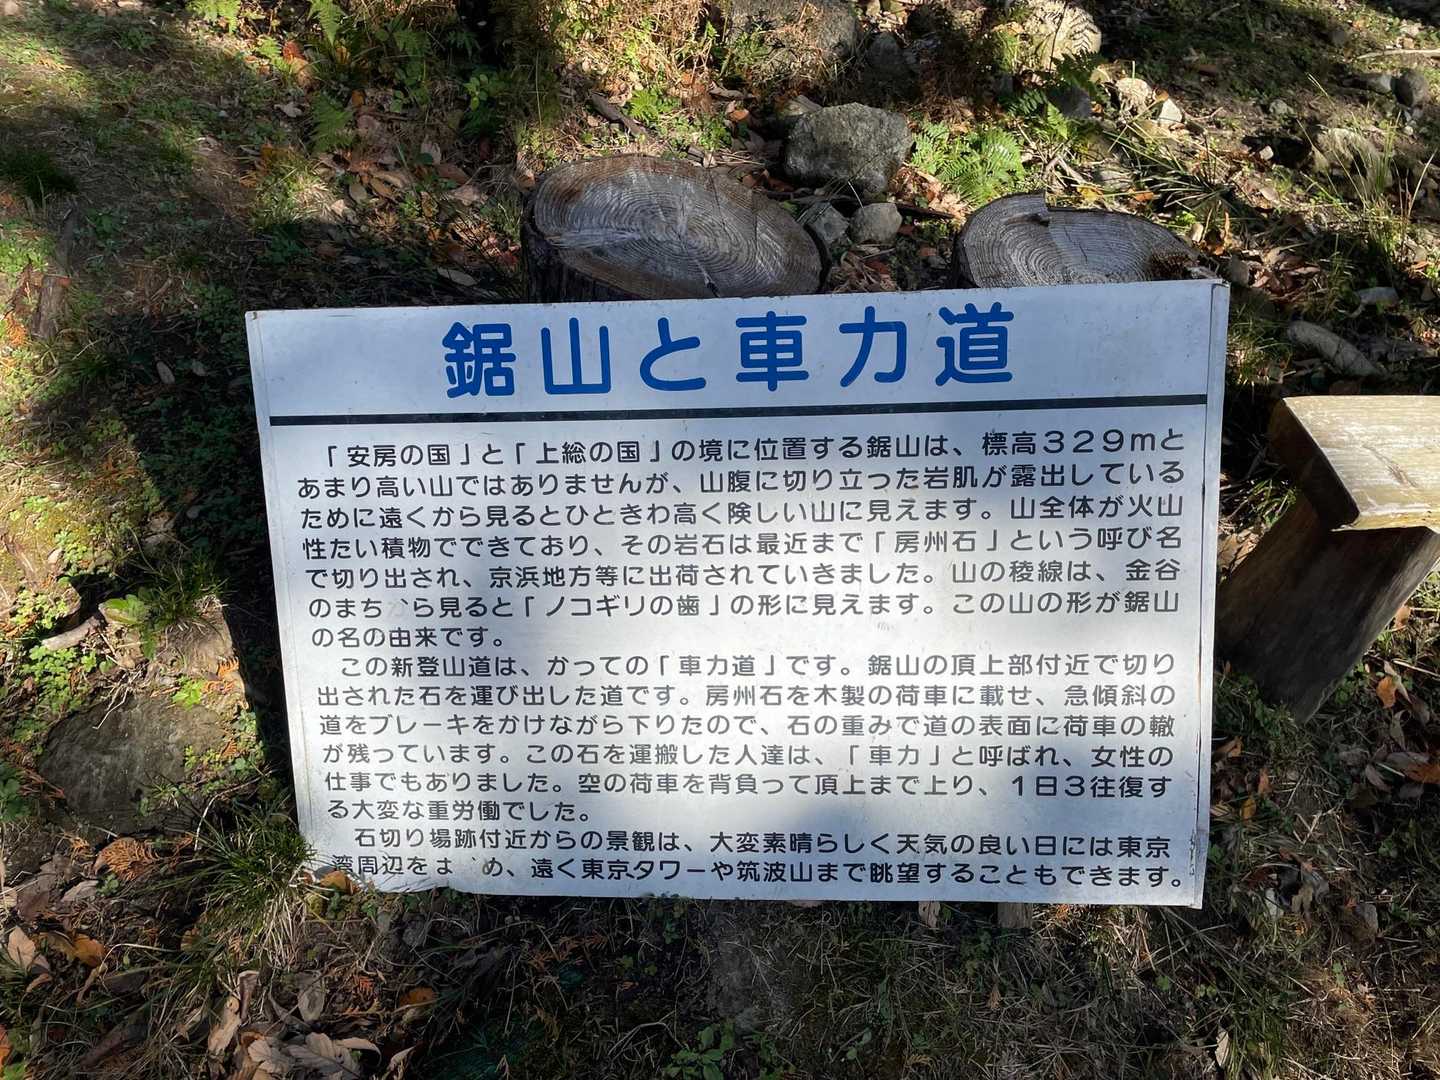 鋸山と車力道
「安房の国」と「上総の国」の境に位置する鋸山は、標高３２９ｍと
あまり高い山ではありませんが、山腹に切り立った岩肌が露出している
ために遠くから見るとひときわ高く険しい山に見えます。山全体が火山
性たい積物でできており、その岩石は最近まで「房州石」という呼び名
で切り出され、京浜地方等に出荷されていきました。山の稜線は、金谷
のまちから見ると「ノコギリの歯」の形に見えます。この山の形が鋸山
の名の由来です。
この新登山道は、かっての「車力道」です。鋸山の頂上部付近で切り
出された石を運び出した道です。房州石を木製の荷車に載せ、急傾斜の
道をブレーキをかけながら下りたので、石の重みで道の表面に荷車の轍
が残っています。この石を運搬した人達は、「車力」と呼ばれ、女性の
仕事でもありました。空の荷車を背負って頂上まで上り、１日３往復す
る大変な重労働でした。
石切り場跡付近からの景観は、大変素晴らしく天気の良い日には東京
湾周辺をはじめ、遠く東京タワーや筑波山まで眺望することもできます。